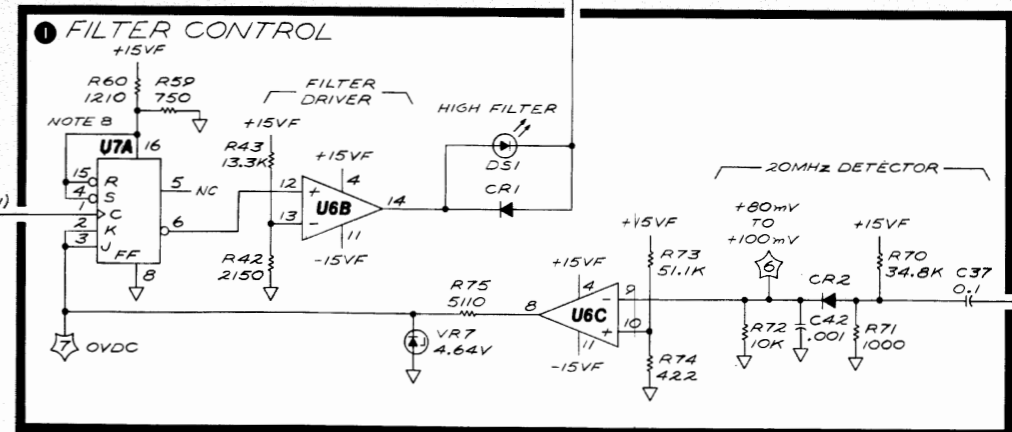 1 FILTER CONTROL
+15VF
R60
1210
R59
750
NOTE 8
U7A
16
15
R
4
S
1
C
2
K
3
J
FF
5
NC
6
8
1)
FILTER
DRIVER
+15VF
R43
13.3K
+15VF
4
12
+
13
-
U6B
14
11
-15VF
R42
2150
HIGH FILTER
DS1
CR1
20MHz DETECTOR
+80mV
TO
+100mV
6
+15VF
R73
51.1K
+15VF
R70
34.8K
C37
0.1
CR2
R75
5110
8
+15VF
4
U6C
9
-
10
+
11
-15VF
R72
10K
C42
.001
R71
1000
R74
422
VR7
4.64V
7
0VDC